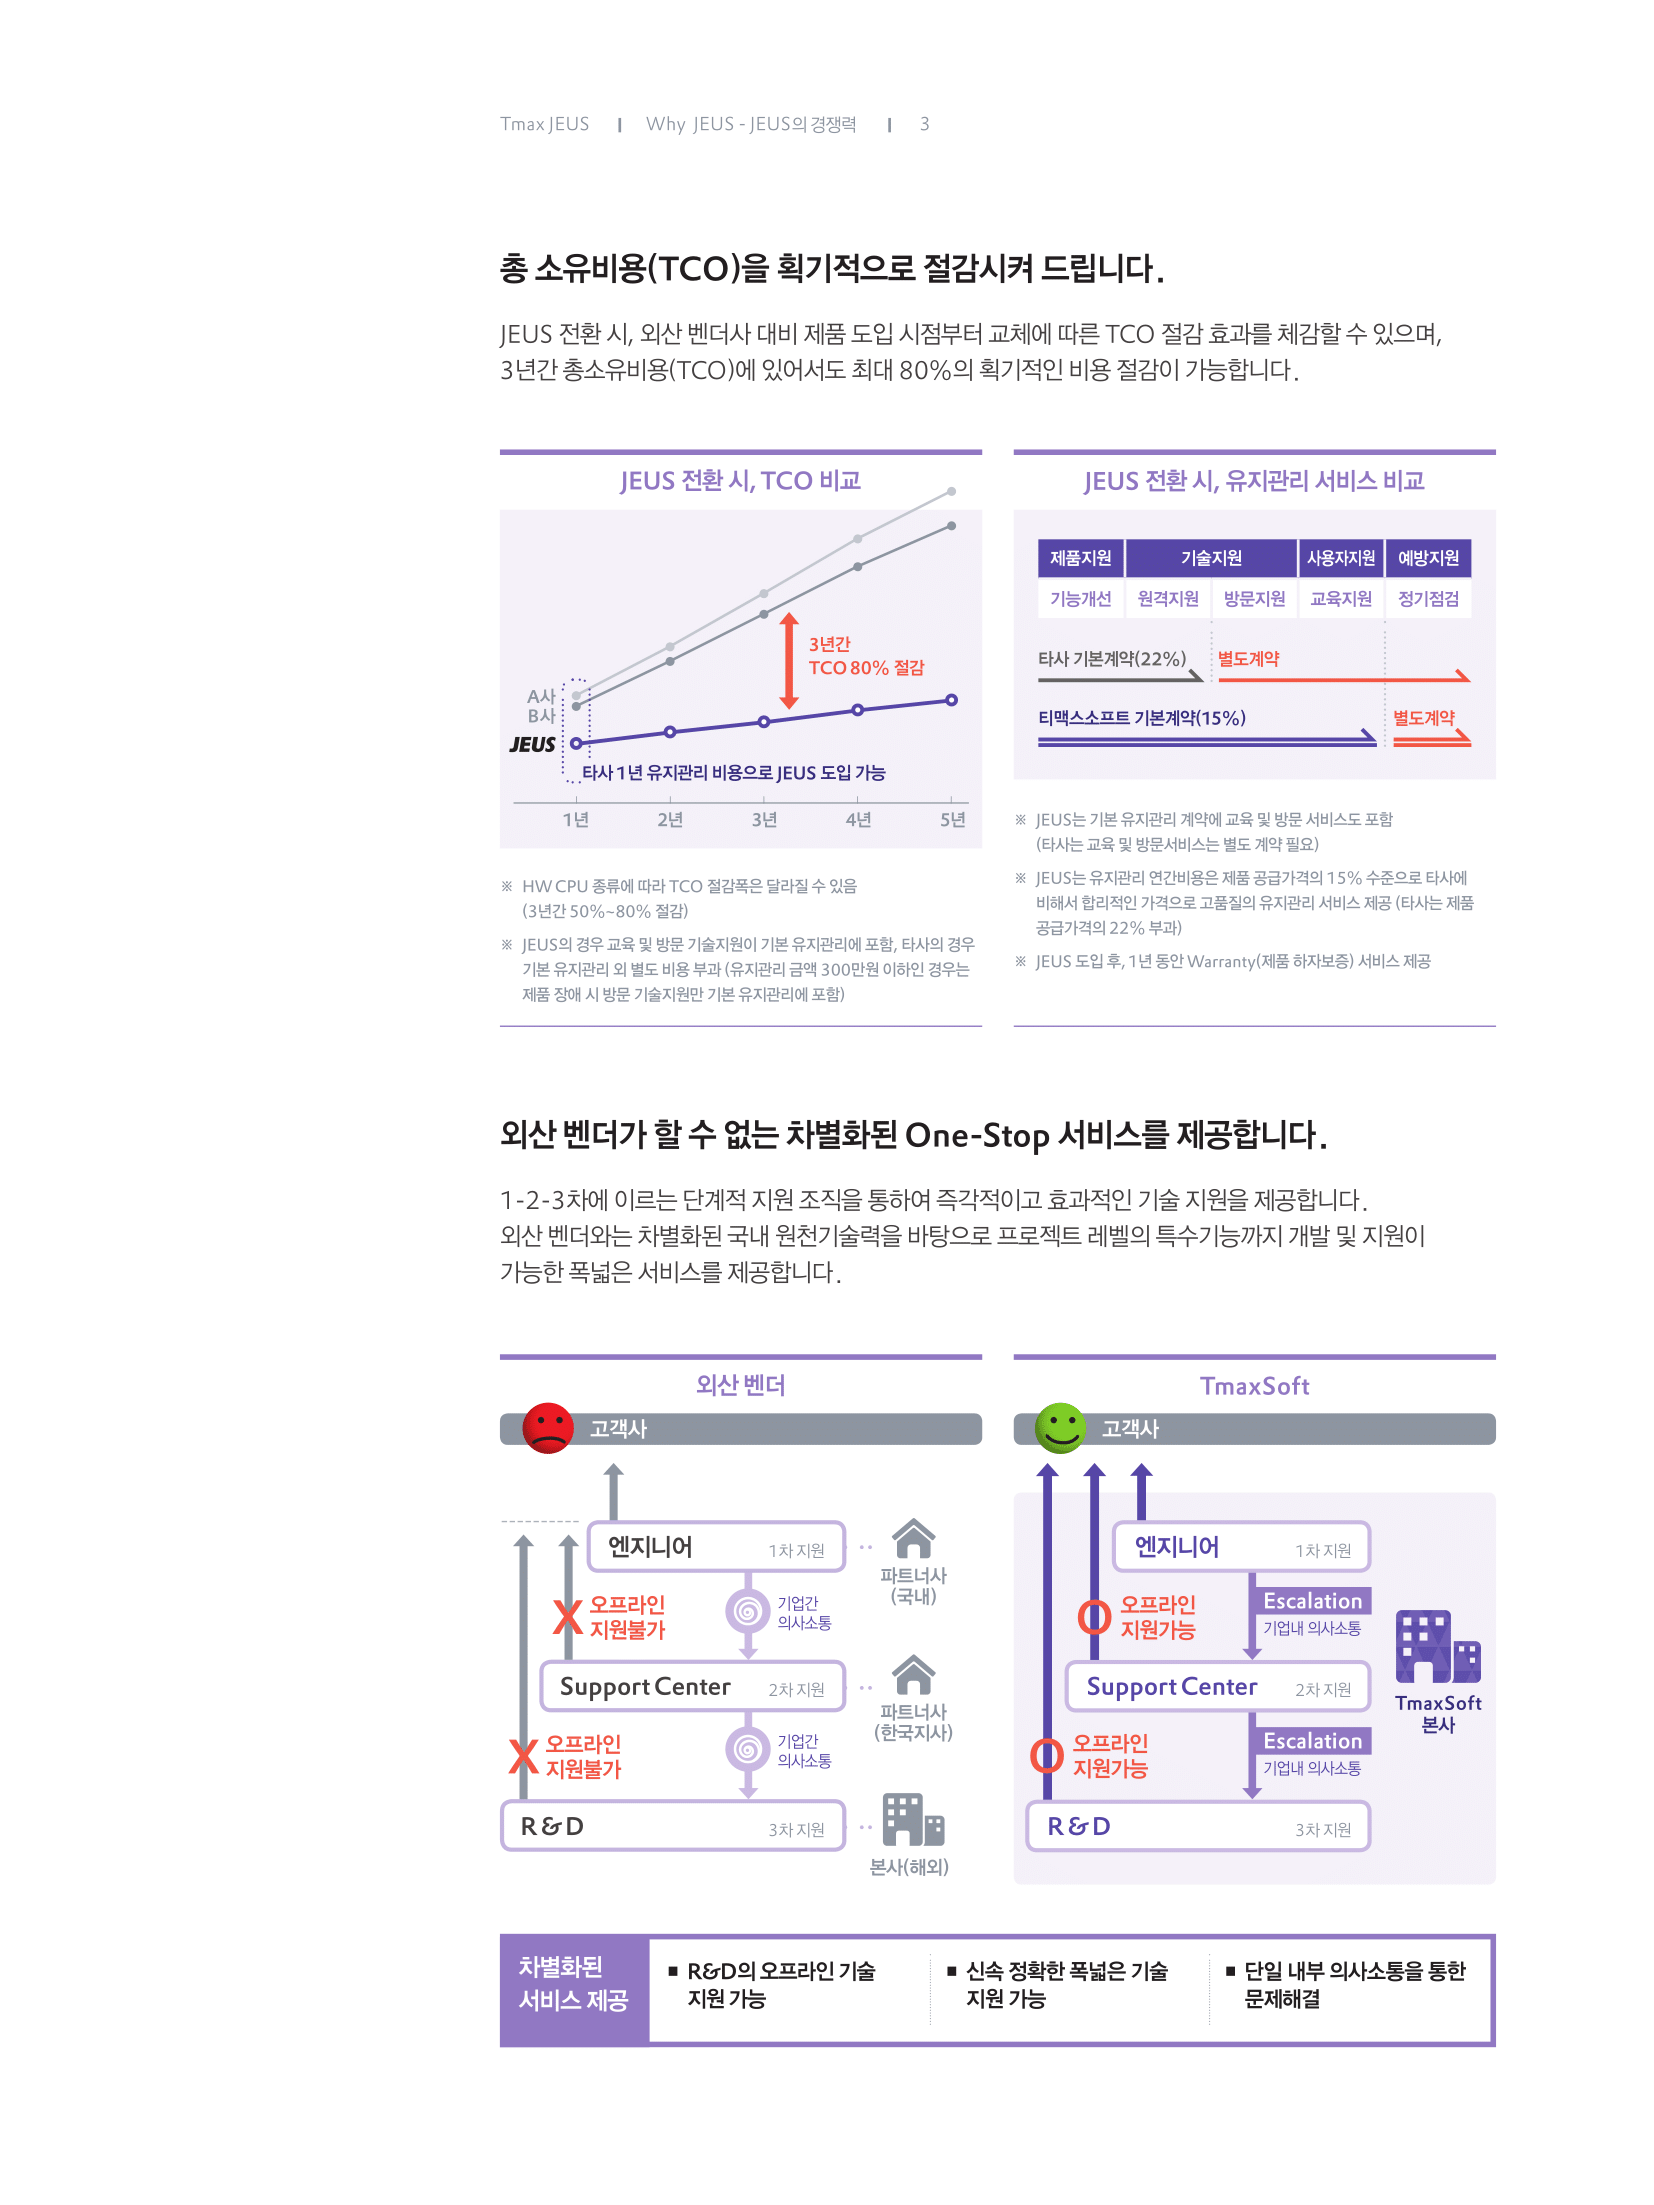 Tmax JEUS | Why JEUS - JEUS의 경쟁력 | 3
총 소유비용(TCO)을 획기적으로 절감시켜 드립니다.
JEUS 전환 시, 외산 벤더사 대비 제품 도입 시점부터 교체에 따른 TCO 절감 효과를 체감할 수 있으며,
3년간 총소유비용(TCO)에 있어서도 최대 80%의 획기적인 비용 절감이 가능합니다.
JEUS 전환 시, TCO 비교
3년간
TCO 80% 절감
A사
B사
JEUS
타사 1년 유지관리 비용으로 JEUS 도입 가능
1년 2년 3년 4년 5년
※ HW CPU 종류에 따라 TCO 절감폭은 달라질 수 있음
(3년간 50%~80% 절감)
※ JEUS의 경우 교육 및 방문 기술지원이 기본 유지관리에 포함, 타사의 경우
기본 유지관리 외 별도 비용 부과 (유지관리 금액 300만원 이하인 경우는
제품 장애 시 방문 기술지원만 기본 유지관리에 포함)
JEUS 전환 시, 유지관리 서비스 비교
제품지원 기술지원 사용자지원 예방지원
기능개선 원격지원 방문지원 교육지원 정기점검
타사 기본계약(22%) 별도계약
티맥스소프트 기본계약(15%) 별도계약
※ JEUS는 기본 유지관리 계약에 교육 및 방문 서비스도 포함
(타사는 교육 및 방문서비스는 별도 계약 필요)
※ JEUS는 유지관리 연간비용은 제품 공급가격의 15% 수준으로 타사에
비해서 합리적인 가격으로 고품질의 유지관리 서비스 제공 (타사는 제품
공급가격의 22% 부과)
※ JEUS 도입 후, 1년 동안 Warranty(제품 하자보증) 서비스 제공
외산 벤더가 할 수 없는 차별화된 One-Stop 서비스를 제공합니다.
1-2-3차에 이르는 단계적 지원 조직을 통하여 즉각적이고 효과적인 기술 지원을 제공합니다.
외산 벤더와는 차별화된 국내 원천기술력을 바탕으로 프로젝트 레벨의 특수기능까지 개발 및 지원이
가능한 폭넓은 서비스를 제공합니다.
외산 벤더
고객사
엔지니어 1차 지원
파트너사
(국내)
X 오프라인
지원불가
기업간
의사소통
Support Center 2차 지원
파트너사
(한국지사)
X 오프라인
지원불가
기업간
의사소통
R&D 3차 지원
본사(해외)
TmaxSoft
고객사
엔지니어 1차 지원
O 오프라인
지원가능
Escalation
기업내 의사소통
Support Center 2차 지원
TmaxSoft
본사
O 오프라인
지원가능
Escalation
기업내 의사소통
R&D 3차 지원
차별화된
서비스 제공
■ R&D의 오프라인 기술
지원 가능
■ 신속 정확한 폭넓은 기술
지원 가능
■ 단일 내부 의사소통을 통한
문제해결